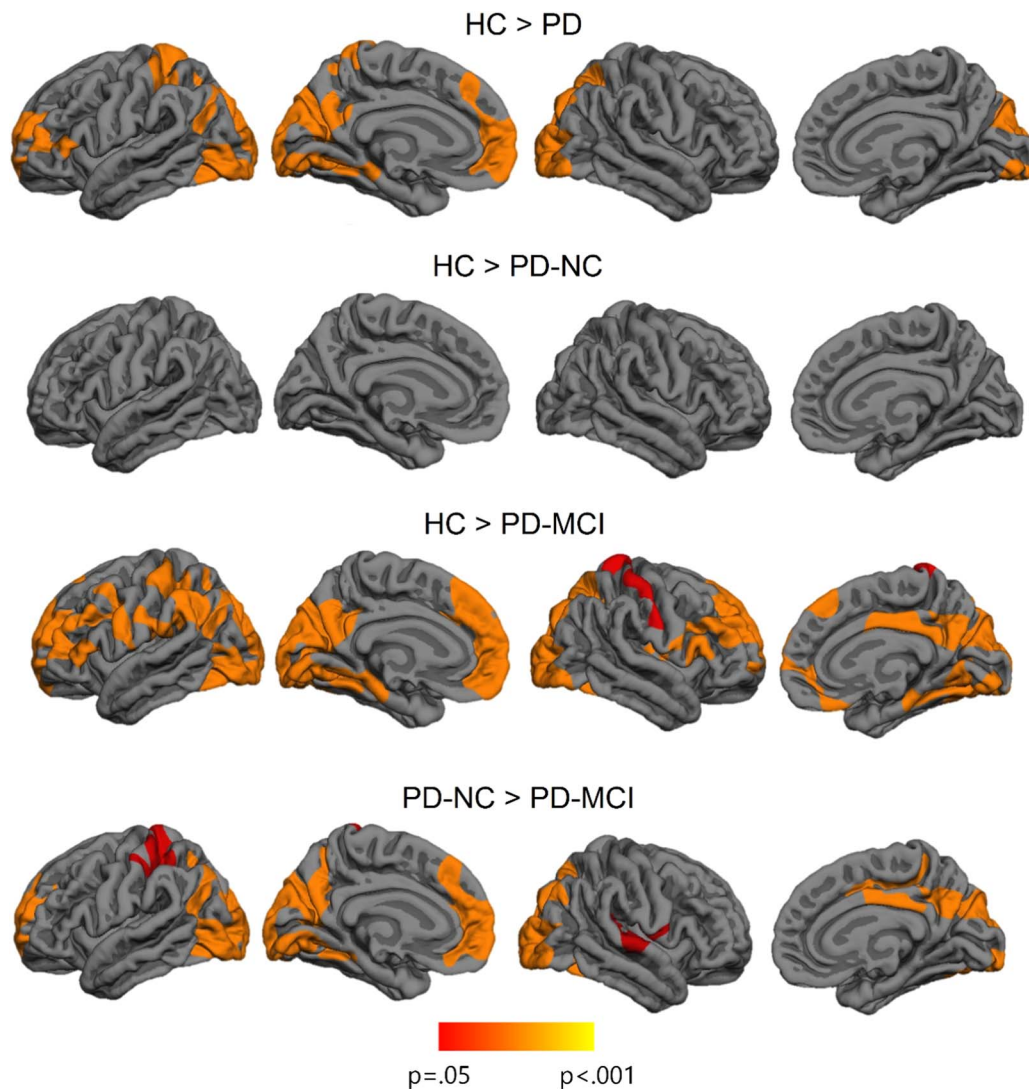 HC > PD
HC > PD-NC
HC > PD-MCI
PD-NC > PD-MCI
p=.05 p<.001